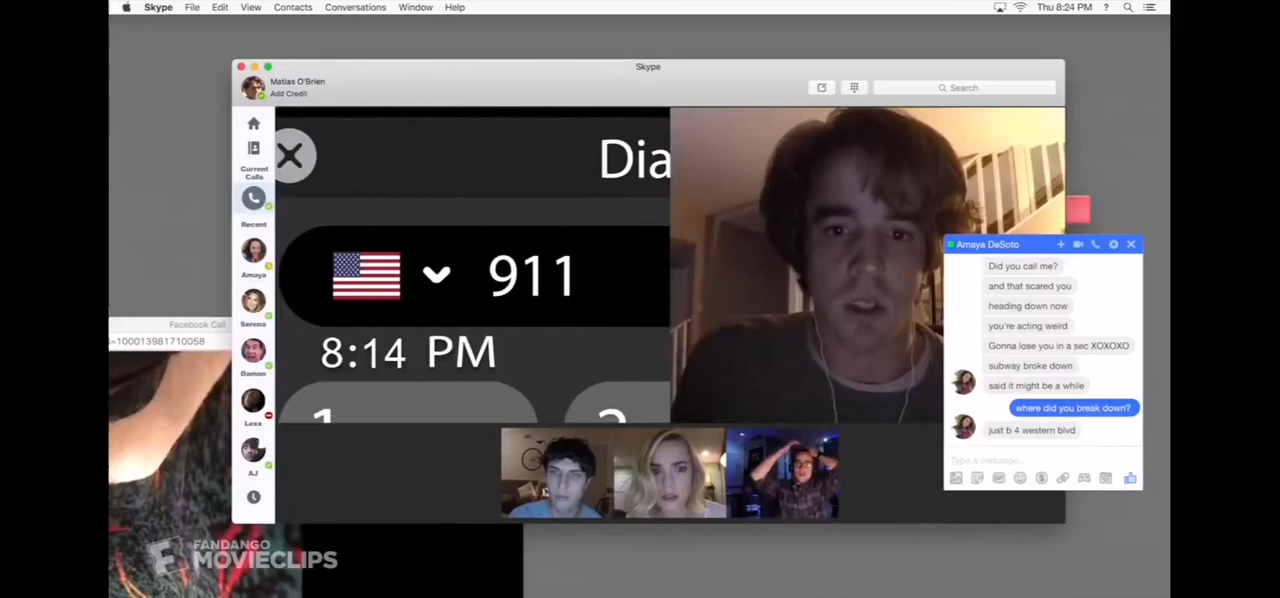 Skype File Edit View Contacts Conversations Window Help
Thu 8:24 PM
Skype
Matias O'Brien
Add Credit
Search
Current
Calls
Recent
Amaya
Serena
Damon
Lexx
AJ
Facebook Call
=100013981710058
Dia
911
8:14 PM
1
2
Amaya DeSoto
Did you call me?
and that scared you
heading down now
you're acting weird
Gonna lose you in a sec XOXOXO
subway broke down
said it might be a while
where did you break down?
just b 4 western blvd
Type a message...
FANDANGO
MOVIECLIPS